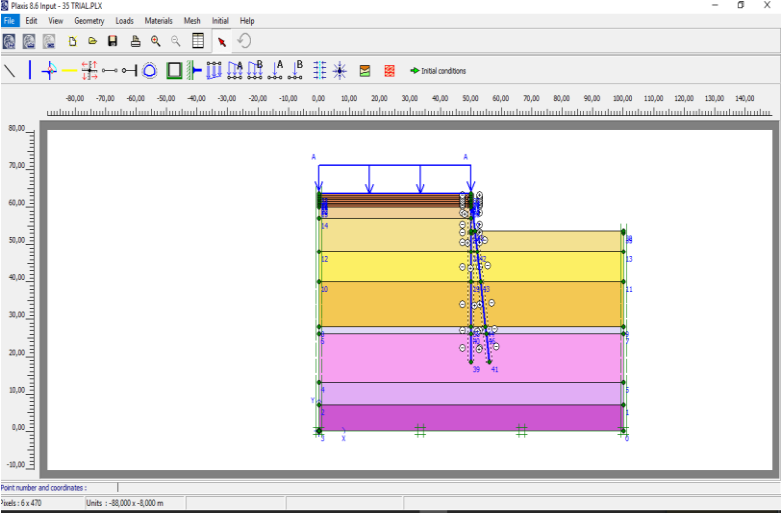 Plaxis 8.6 Input - 35 TRIAL.PLX
File Edit View Geometry Loads Materials Mesh Initial Help
A B A B Initial conditions
-80,00 -70,00 -60,00 -50,00 -40,00 -30,00 -20,00 -10,00 0,00 10,00 20,00 30,00 40,00 50,00 60,00 70,00 80,00 90,00 100,00 110,00 120,00 130,00 140,00
80,00
A A
70,00
60,00
14
50,00
12 13
40,00
10 11
30,00
20,00
39 41
10,00
4
Y
2 1
0,00
3 X
-10,00
Point number and coordinates :
Pixels : 6 x 470 Units : -88,000 x -8,000 m